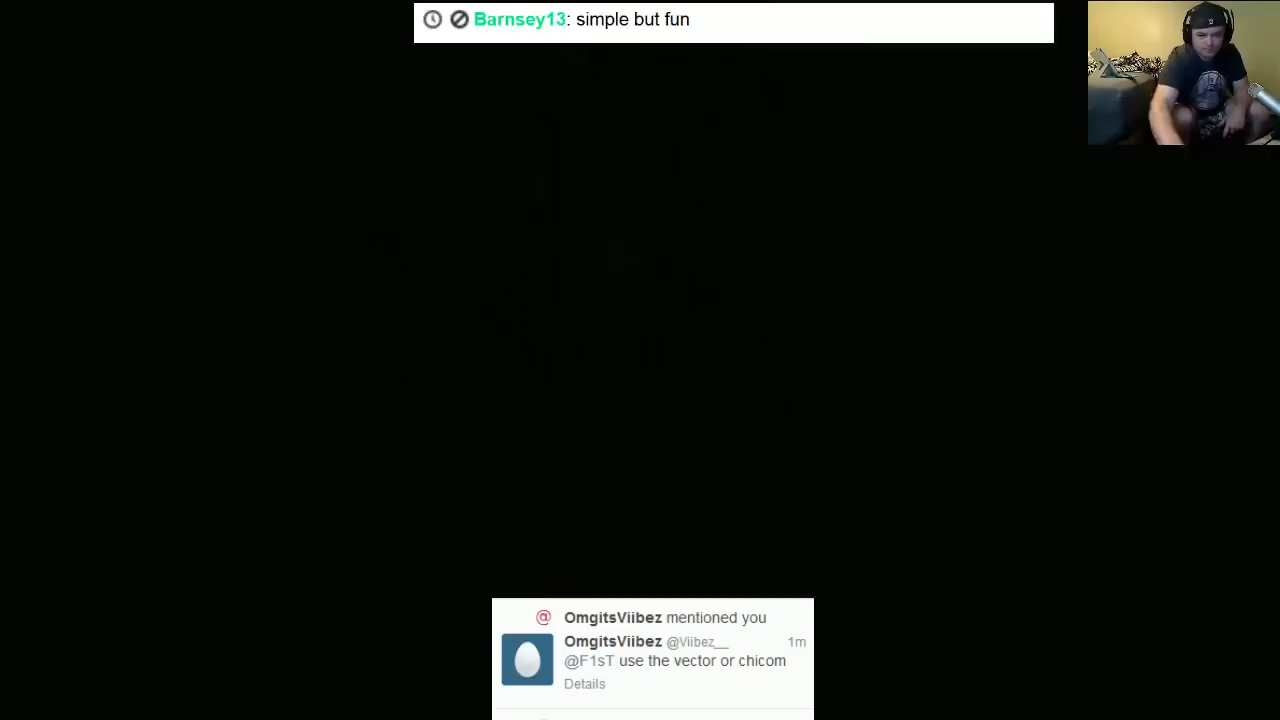 Barnsey13: simple but fun
@ OmgitsViibez mentioned you
OmgitsViibez @Viibez__ 1m
@F1sT use the vector or chicom
Details